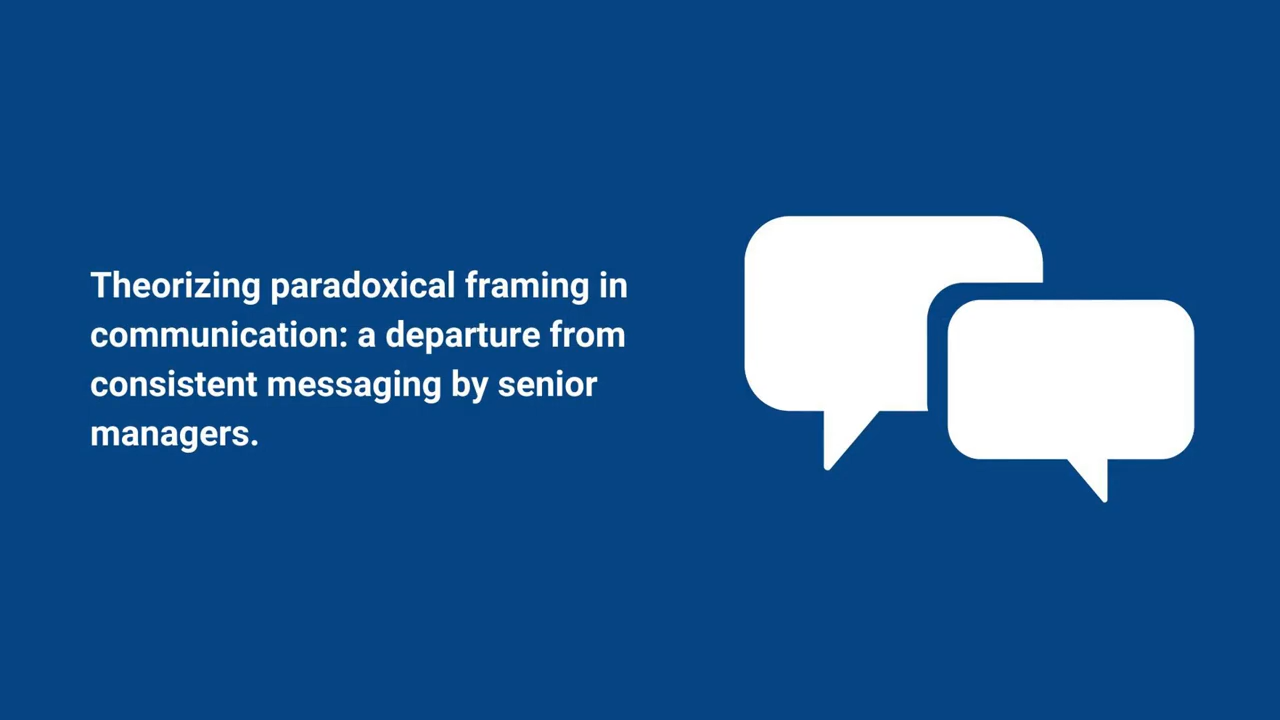 Theorizing paradoxical framing in
communication: a departure from
consistent messaging by senior
managers.